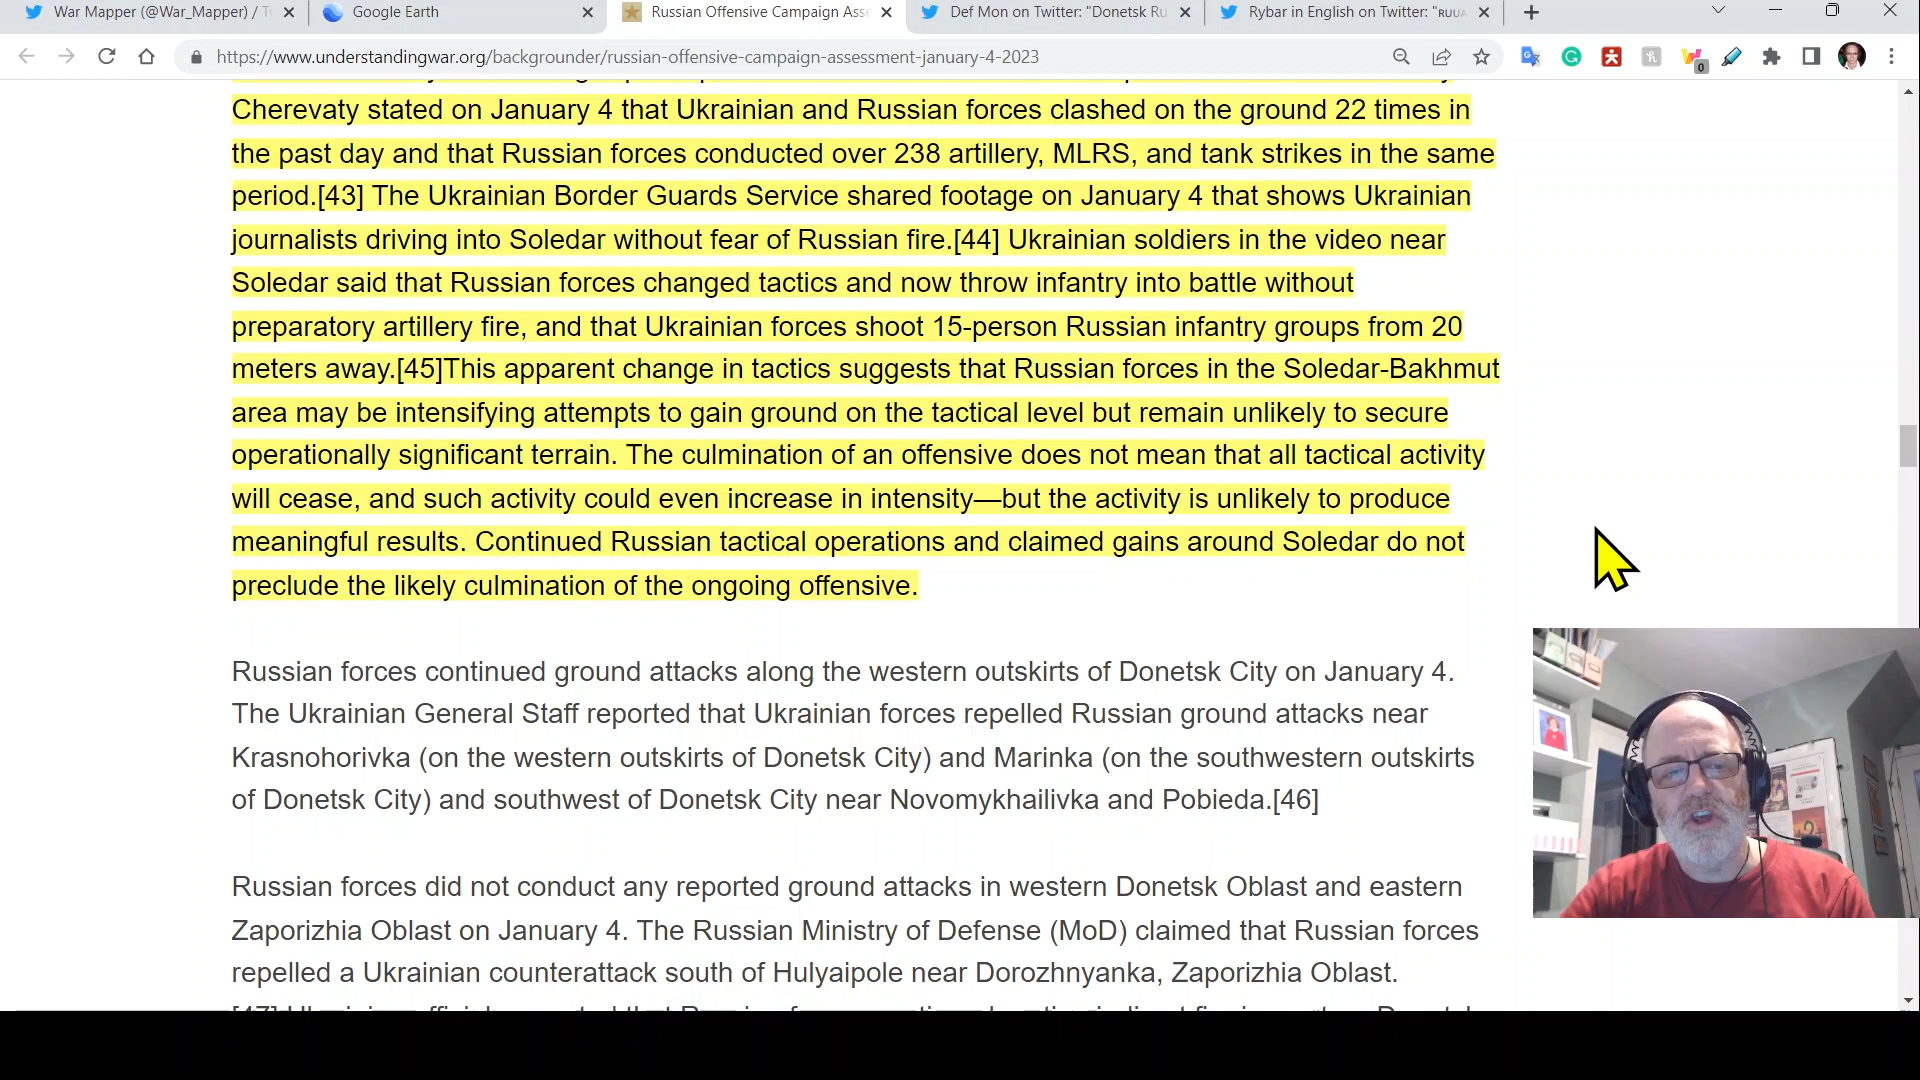 War Mapper (@War_Mapper) / T
Google Earth
Russian Offensive Campaign Asse
Def Mon on Twitter: "Donetsk Ru
Rybar in English on Twitter: "ʀᴜᴜᴀ
https://www.understandingwar.org/backgrounder/russian-offensive-campaign-assessment-january-4-2023
0
Cherevaty stated on January 4 that Ukrainian and Russian forces clashed on the ground 22 times in
the past day and that Russian forces conducted over 238 artillery, MLRS, and tank strikes in the same
period.[43] The Ukrainian Border Guards Service shared footage on January 4 that shows Ukrainian
journalists driving into Soledar without fear of Russian fire.[44] Ukrainian soldiers in the video near
Soledar said that Russian forces changed tactics and now throw infantry into battle without
preparatory artillery fire, and that Ukrainian forces shoot 15-person Russian infantry groups from 20
meters away.[45]This apparent change in tactics suggests that Russian forces in the Soledar-Bakhmut
area may be intensifying attempts to gain ground on the tactical level but remain unlikely to secure
operationally significant terrain. The culmination of an offensive does not mean that all tactical activity
will cease, and such activity could even increase in intensity—but the activity is unlikely to produce
meaningful results. Continued Russian tactical operations and claimed gains around Soledar do not
preclude the likely culmination of the ongoing offensive.
Russian forces continued ground attacks along the western outskirts of Donetsk City on January 4.
The Ukrainian General Staff reported that Ukrainian forces repelled Russian ground attacks near
Krasnohorivka (on the western outskirts of Donetsk City) and Marinka (on the southwestern outskirts
of Donetsk City) and southwest of Donetsk City near Novomykhailivka and Pobieda.[46]
Russian forces did not conduct any reported ground attacks in western Donetsk Oblast and eastern
Zaporizhia Oblast on January 4. The Russian Ministry of Defense (MoD) claimed that Russian forces
repelled a Ukrainian counterattack south of Hulyaipole near Dorozhnyanka, Zaporizhia Oblast.